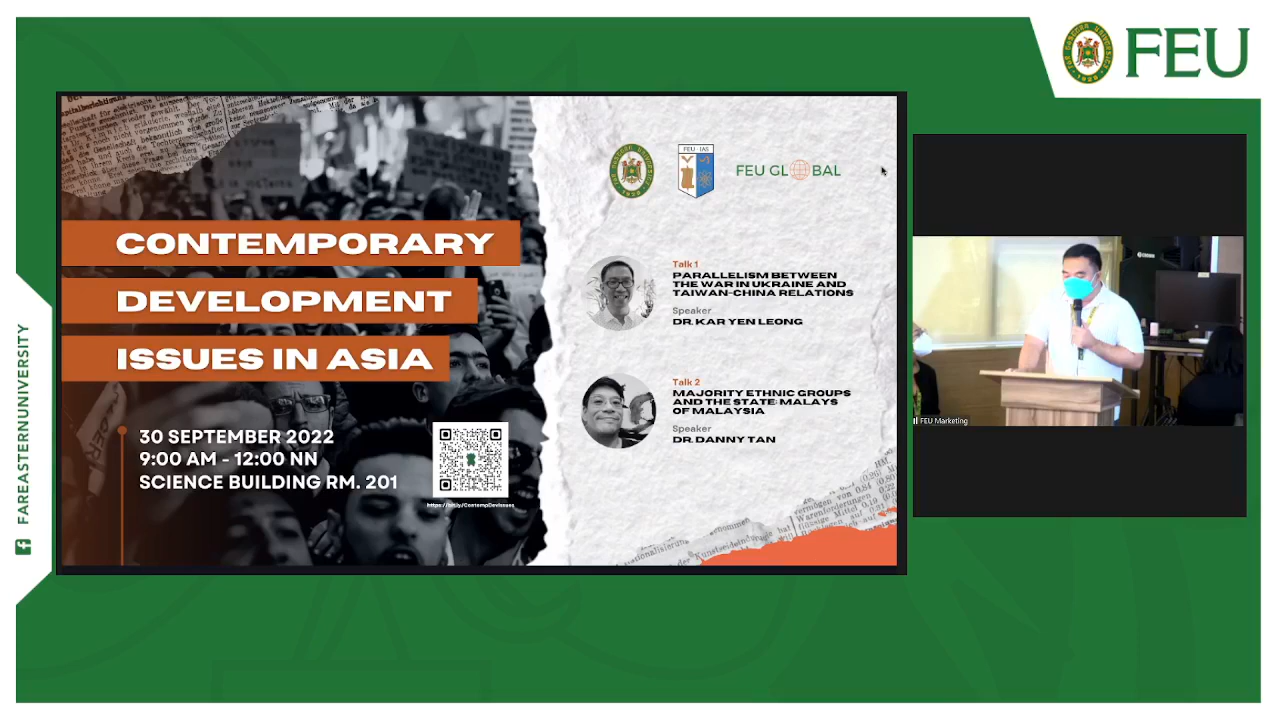 FEU
FEU - IAS
FEU GLOBAL
CONTEMPORARY
DEVELOPMENT
ISSUES IN ASIA
30 SEPTEMBER 2022
9:00 AM - 12:00 NN
SCIENCE BUILDING RM. 201
https://bit.ly/ContempDevIssues
Talk 1
PARALLELISM BETWEEN
THE WAR IN UKRAINE AND
TAIWAN-CHINA RELATIONS
Speaker
DR. KAR YEN LEONG
Talk 2
MAJORITY ETHNIC GROUPS
AND THE STATE: MALAYS
OF MALAYSIA
Speaker
DR. DANNY TAN
FEU Marketing
FAREASTERNUNIVERSITY